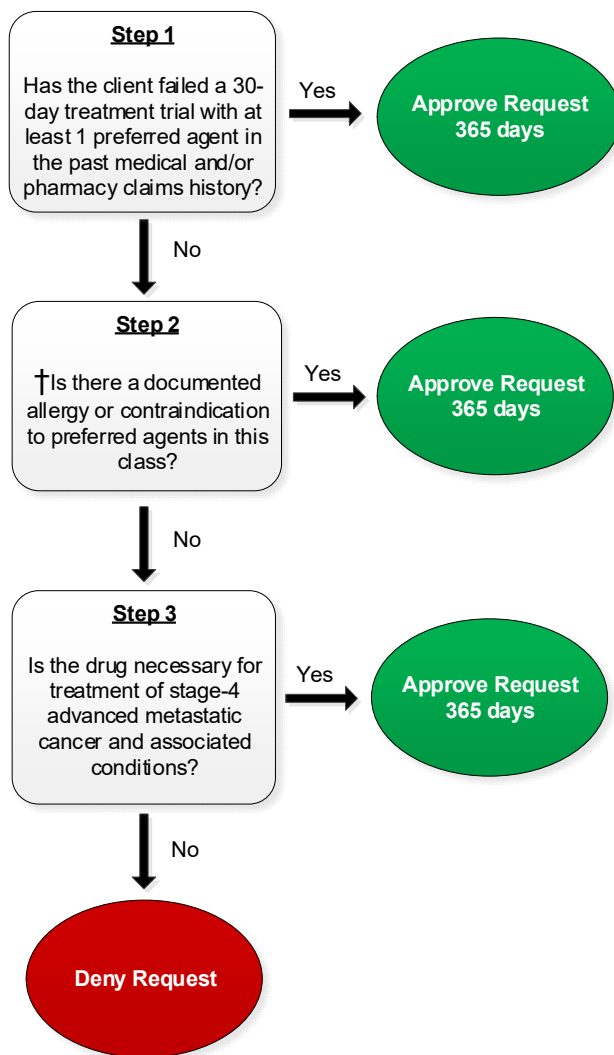 Step 1
Has the client failed a 30-
day treatment trial with at
least 1 preferred agent in
the past medical and/or
pharmacy claims history?
Yes
Approve Request
365 days
No
Step 2
†Is there a documented
allergy or contraindication
to preferred agents in this
class?
Yes
Approve Request
365 days
No
Step 3
Is the drug necessary for
treatment of stage-4
advanced metastatic
cancer and associated
conditions?
Yes
Approve Request
365 days
No
Deny Request